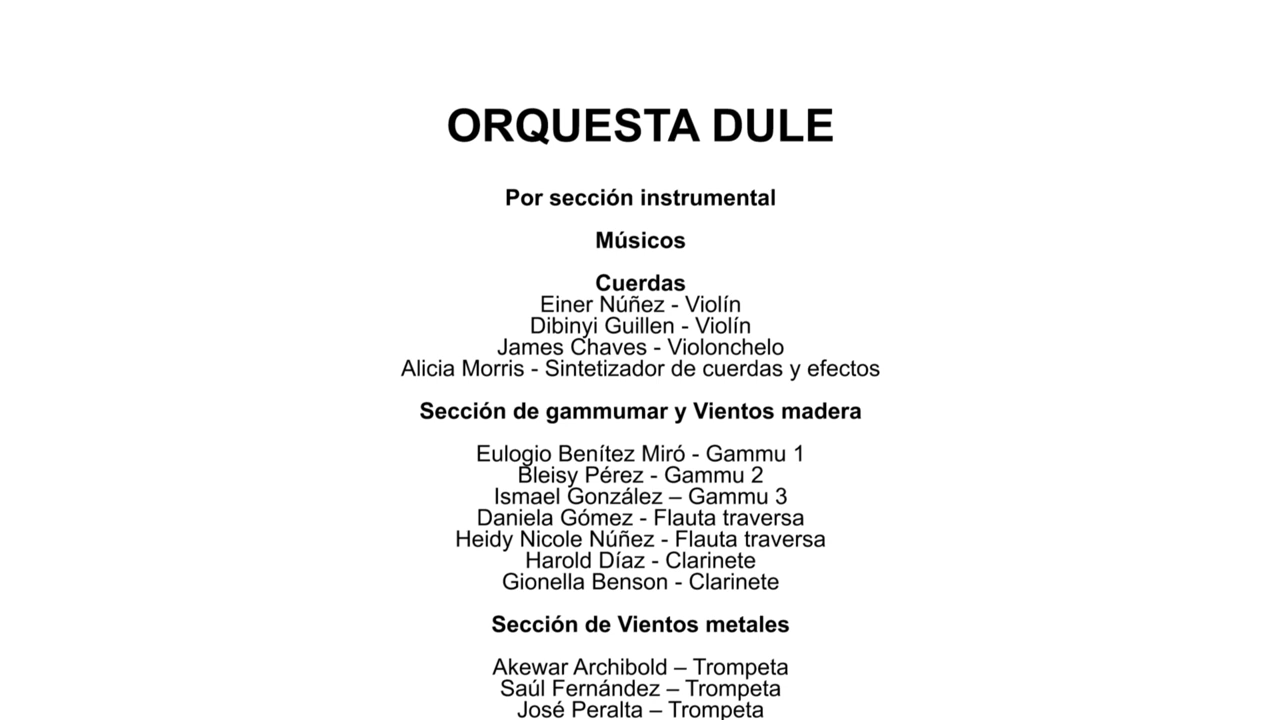 ORQUESTA DULE
Por sección instrumental
Músicos
Cuerdas
Einer Núñez - Violín
Dibinyi Guillen - Violín
James Chaves - Violonchelo
Alicia Morris - Sintetizador de cuerdas y efectos
Sección de gammumar y Vientos madera
Eulogio Benítez Miró - Gammu 1
Bleisy Pérez - Gammu 2
Ismael González – Gammu 3
Daniela Gómez - Flauta traversa
Heidy Nicole Núñez - Flauta traversa
Harold Díaz - Clarinete
Gionella Benson - Clarinete
Sección de Vientos metales
Akewar Archibold – Trompeta
Saúl Fernández – Trompeta
José Peralta – Trompeta